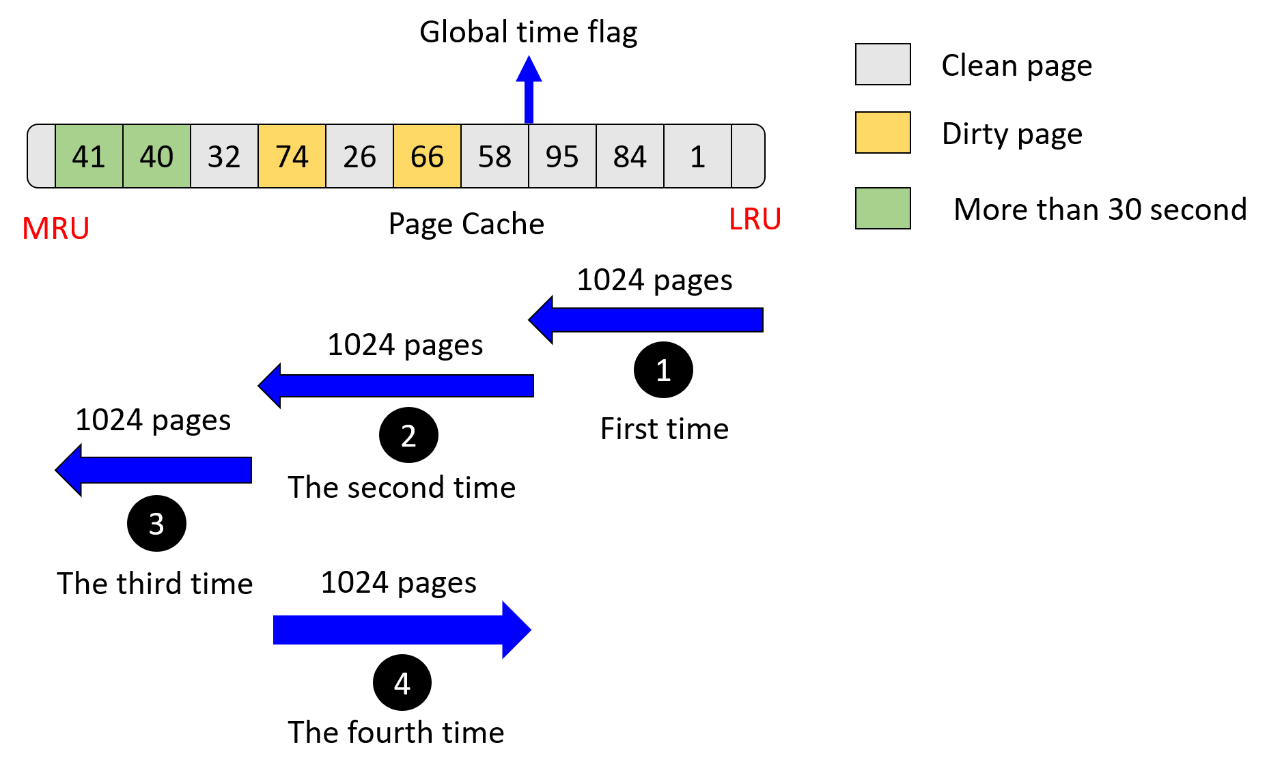 Global time flag
Clean page
Dirty page
More than 30 second
41 40 32 74 26 66 58 95 84 1
MRU
Page Cache
LRU
1024 pages
1
First time
1024 pages
2
The second time
1024 pages
3
The third time
1024 pages
4
The fourth time